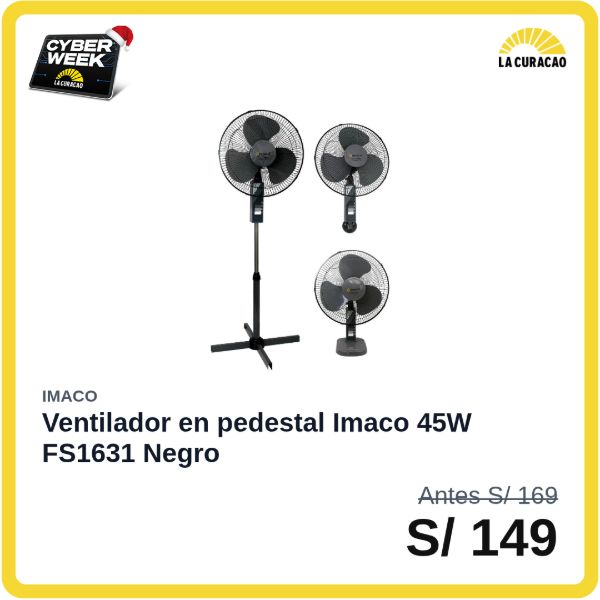 CYBER
WEEK
LA CURACAO
LA CURACAO
IMACO
Ventilador en pedestal Imaco 45W
FS1631 Negro
Antes S/ 169
S/ 149